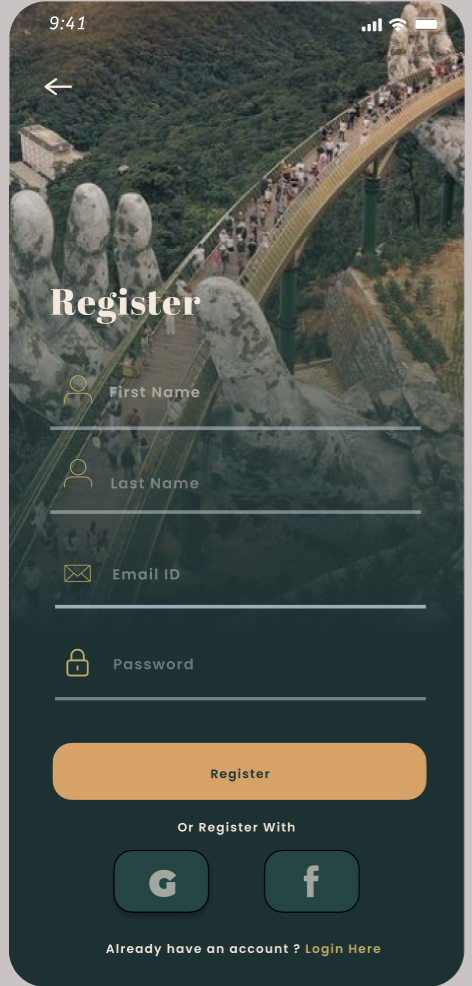 9:41
Register
First Name
Last Name
Email ID
Password
Register
Or Register With
G
f
Already have an account ? Login Here